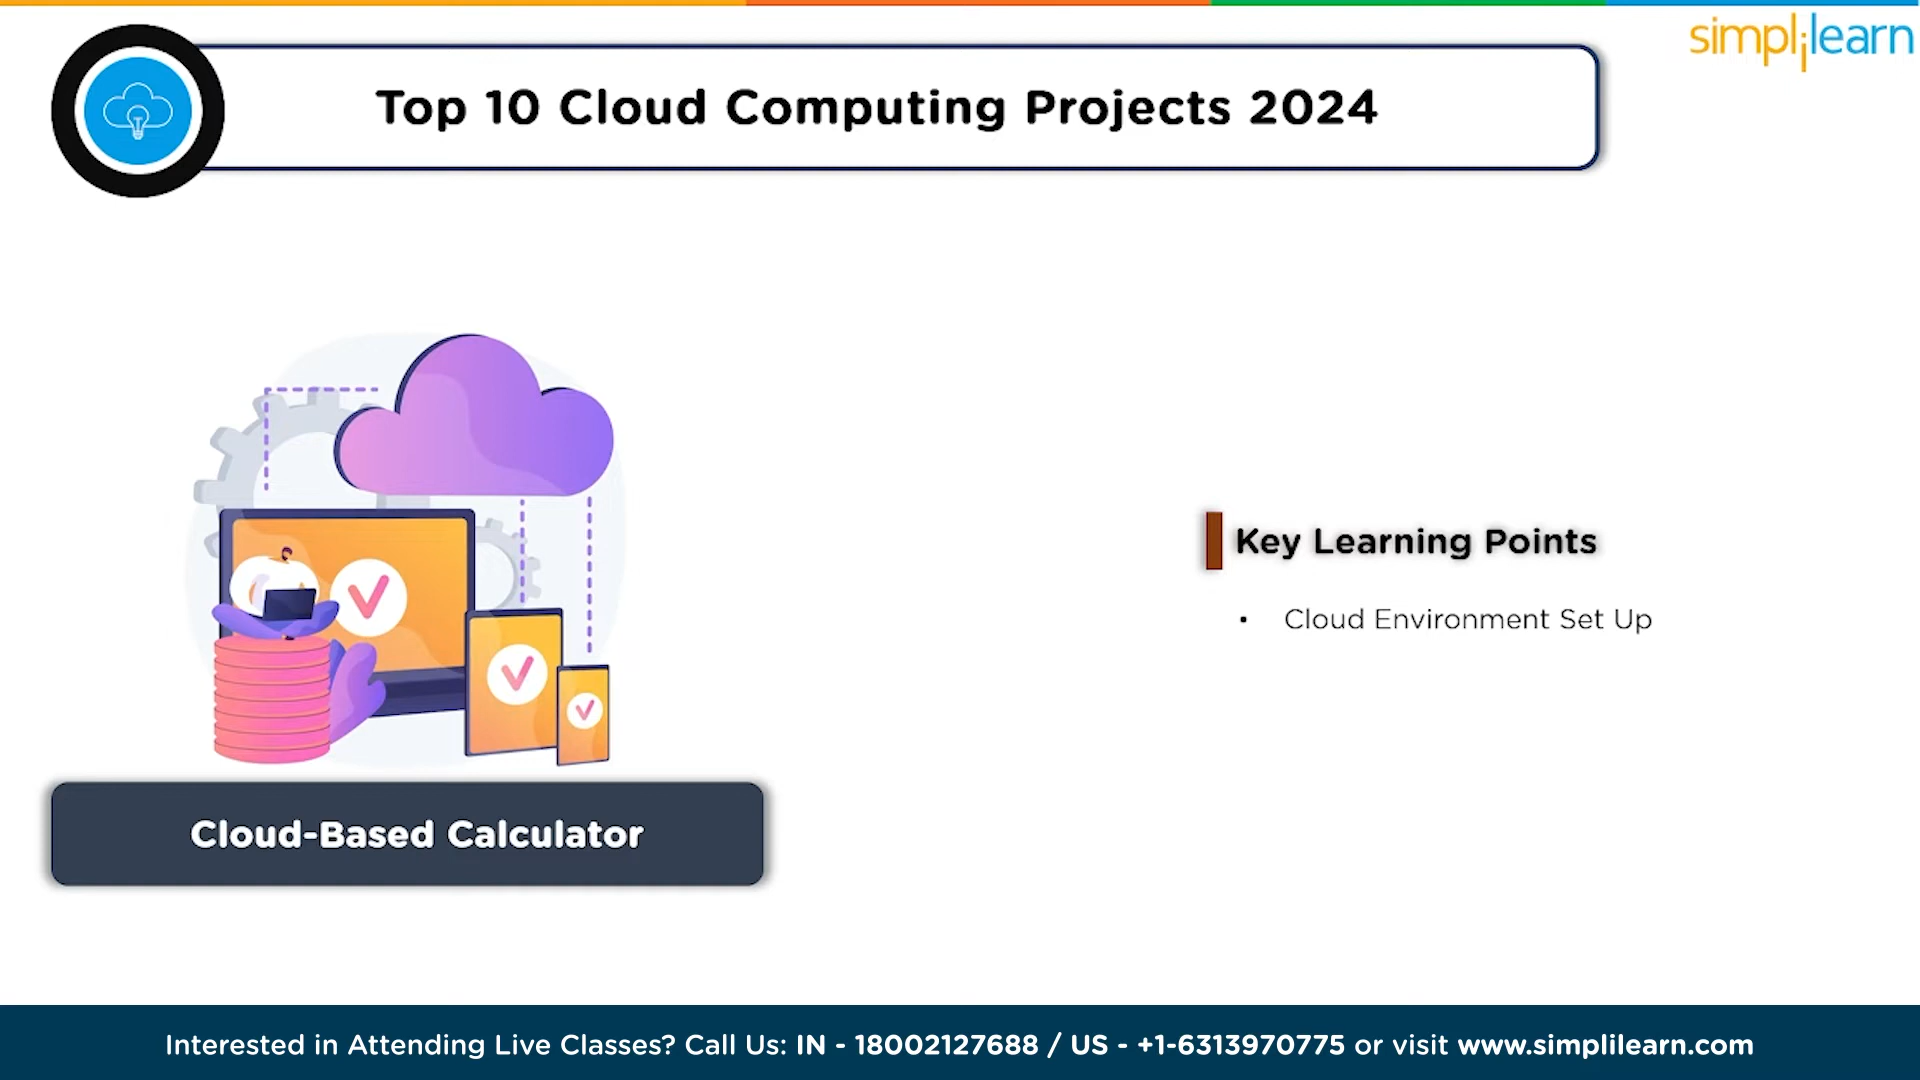 simplilearn
Top 10 Cloud Computing Projects 2024
Key Learning Points
• Cloud Environment Set Up
Cloud-Based Calculator
Interested in Attending Live Classes? Call Us: IN - 18002127688 / US - +1-6313970775 or visit www.simplilearn.com